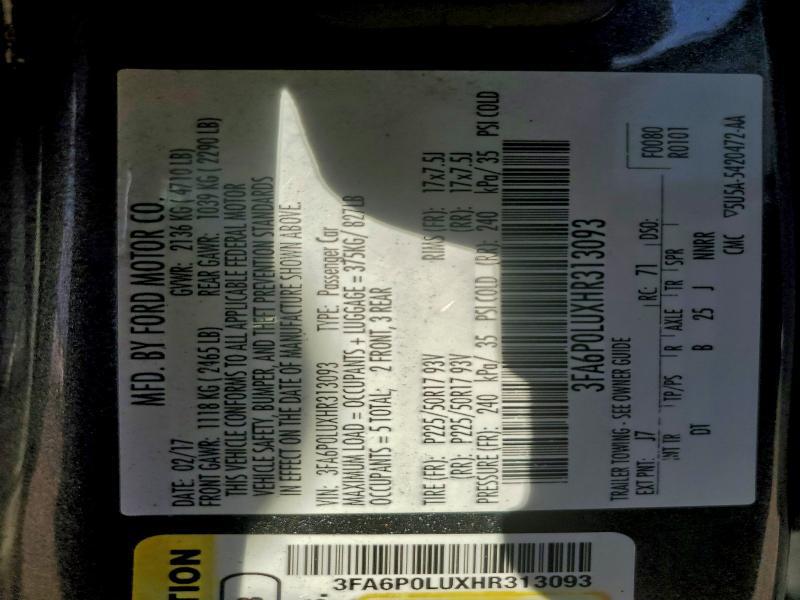 MFD. BY FORD MOTOR CO.
DATE: 02/17 GVWR: 2136 KG (4710 LB)
FRONT GAWR: 1118 KG (2465 LB) REAR GAWR: 1039 KG (2290 LB)
THIS VEHICLE CONFORMS TO ALL APPLICABLE FEDERAL MOTOR
VEHICLE SAFETY, BUMPER, AND THEFT PREVENTION STANDARDS
IN EFFECT ON THE DATE OF MANUFACTURE SHOWN ABOVE.
VIN: 3FA6P0LUXHR313093 TYPE: Passenger Car
MAXIMUM LOAD = OCCUPANTS + LUGGAGE = 375KG/ 827LB
OCCUPANTS = 5 TOTAL; 2 FRONT, 3 REAR
TIRE (FR): P225/50R17 93V RIMS (FR): 17x7.5J
(RR): P225/50R17 93V (RR): 17x7.5J
PRESSURE (FR): 240 kPa/ 35 PSI COLD (RR): 240 kPa/ 35 PSI COLD
3FA6P0LUXHR313093
TRAILER TOWING - SEE OWNER GUIDE F0080
R0101
EXT PNT: J7 RC: 71 DSO:
INT TR TP/PS R AXLE TR SPR
DT B 25 J NNRR
CMC 5U5A-5420472-AA
TION
3FA6P0LUXHR313093